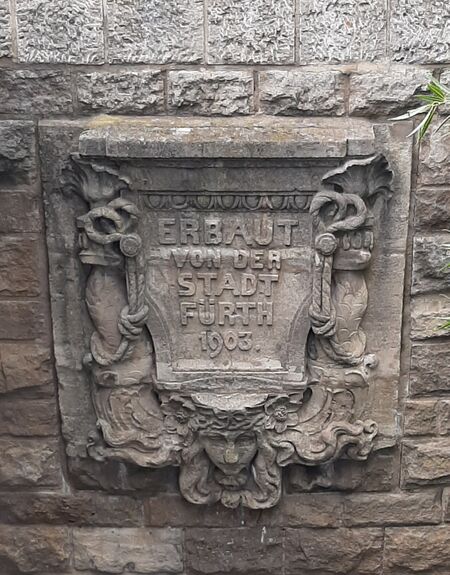 ERBAUT
VON DER
STADT
FÜRTH
1903.